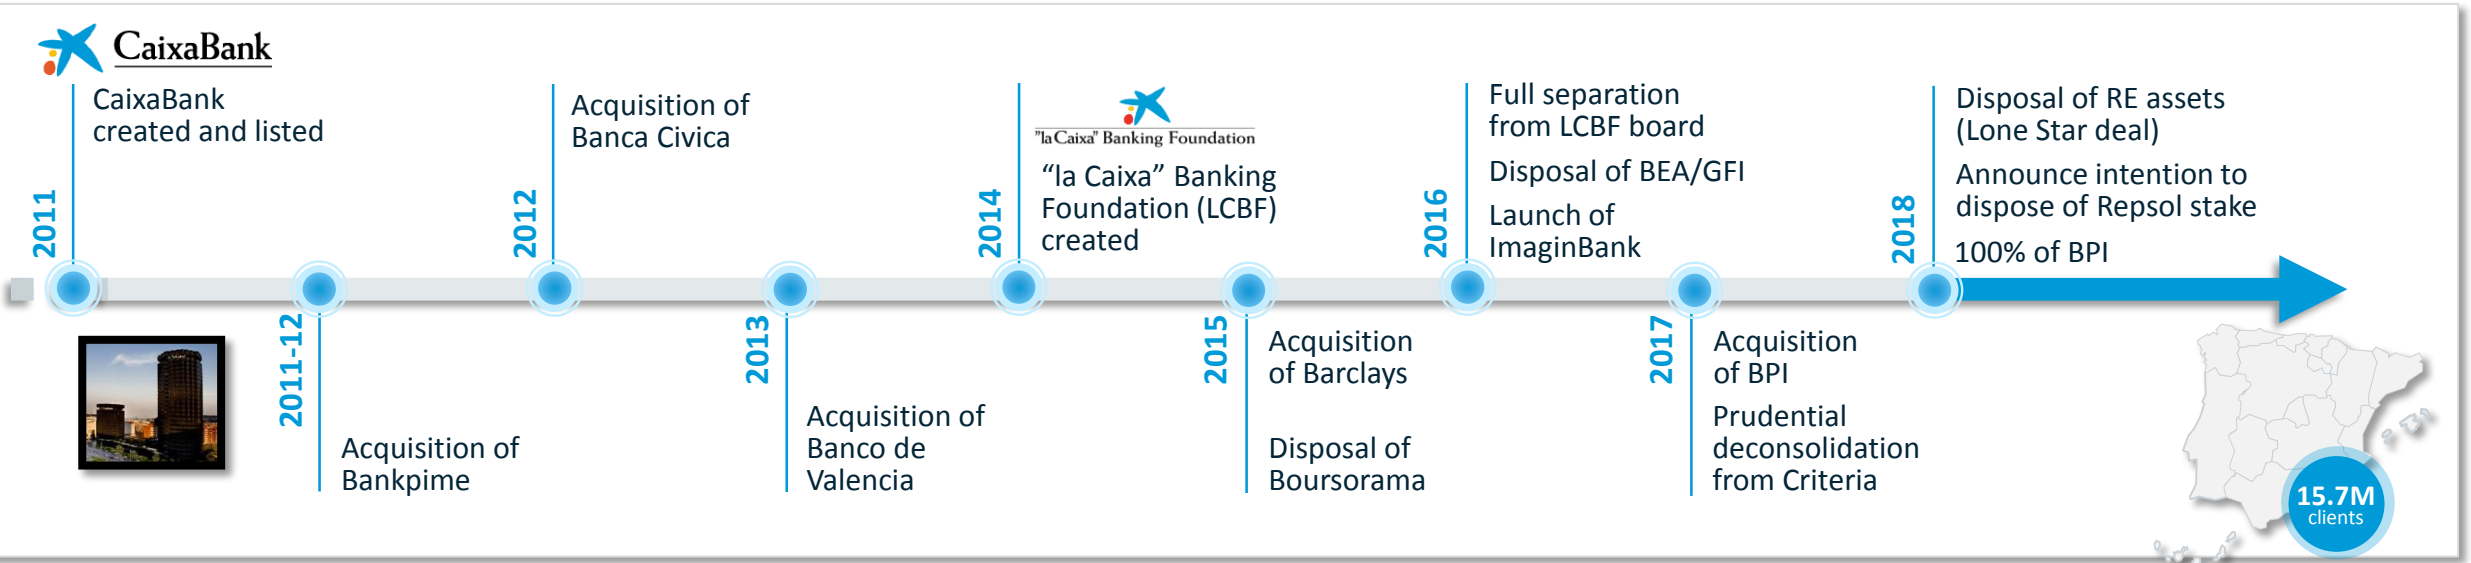 CaixaBank
2011
CaixaBank
created and listed
2011-12
Acquisition of
Bankpime
2012
Acquisition of
Banca Civica
2013
Acquisition of
Banco de
Valencia
2014
"la Caixa" Banking Foundation
“la Caixa” Banking
Foundation (LCBF)
created
2015
Acquisition
of Barclays
Disposal of
Boursorama
2016
Full separation
from LCBF board
Disposal of BEA/GFI
Launch of
ImaginBank
2017
Acquisition
of BPI
Prudential
deconsolidation
from Criteria
2018
Disposal of RE assets
(Lone Star deal)
Announce intention to
dispose of Repsol stake
100% of BPI
15.7M
clients